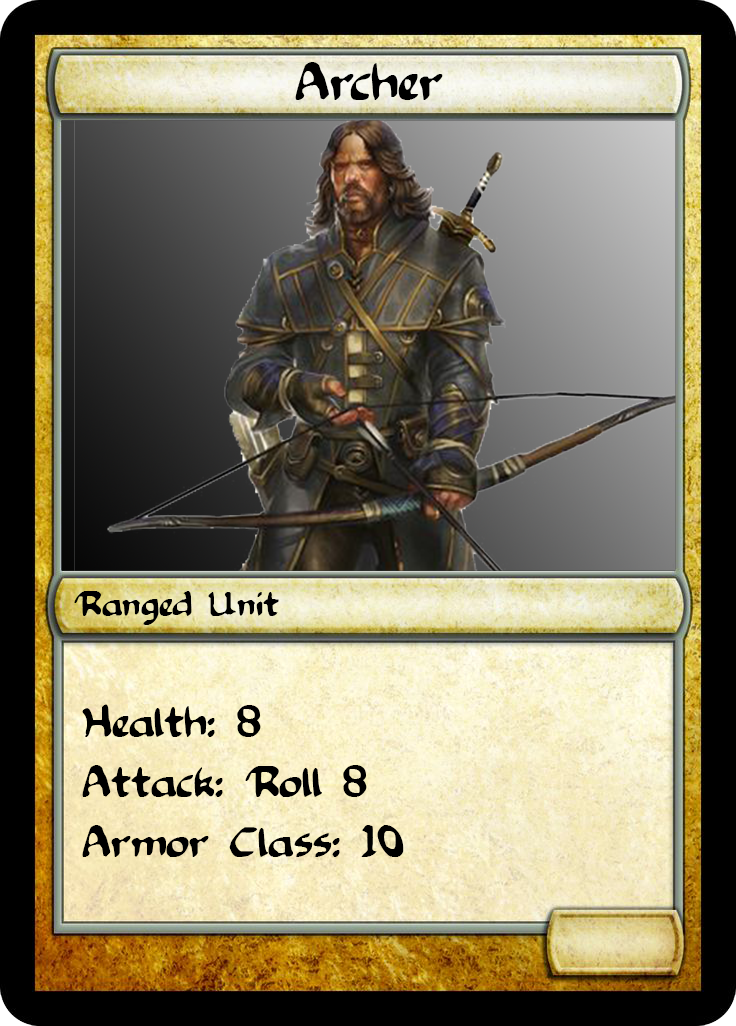 Archer
Ranged Unit
Health: 8
Attack: Roll 8
Armor Class: 10